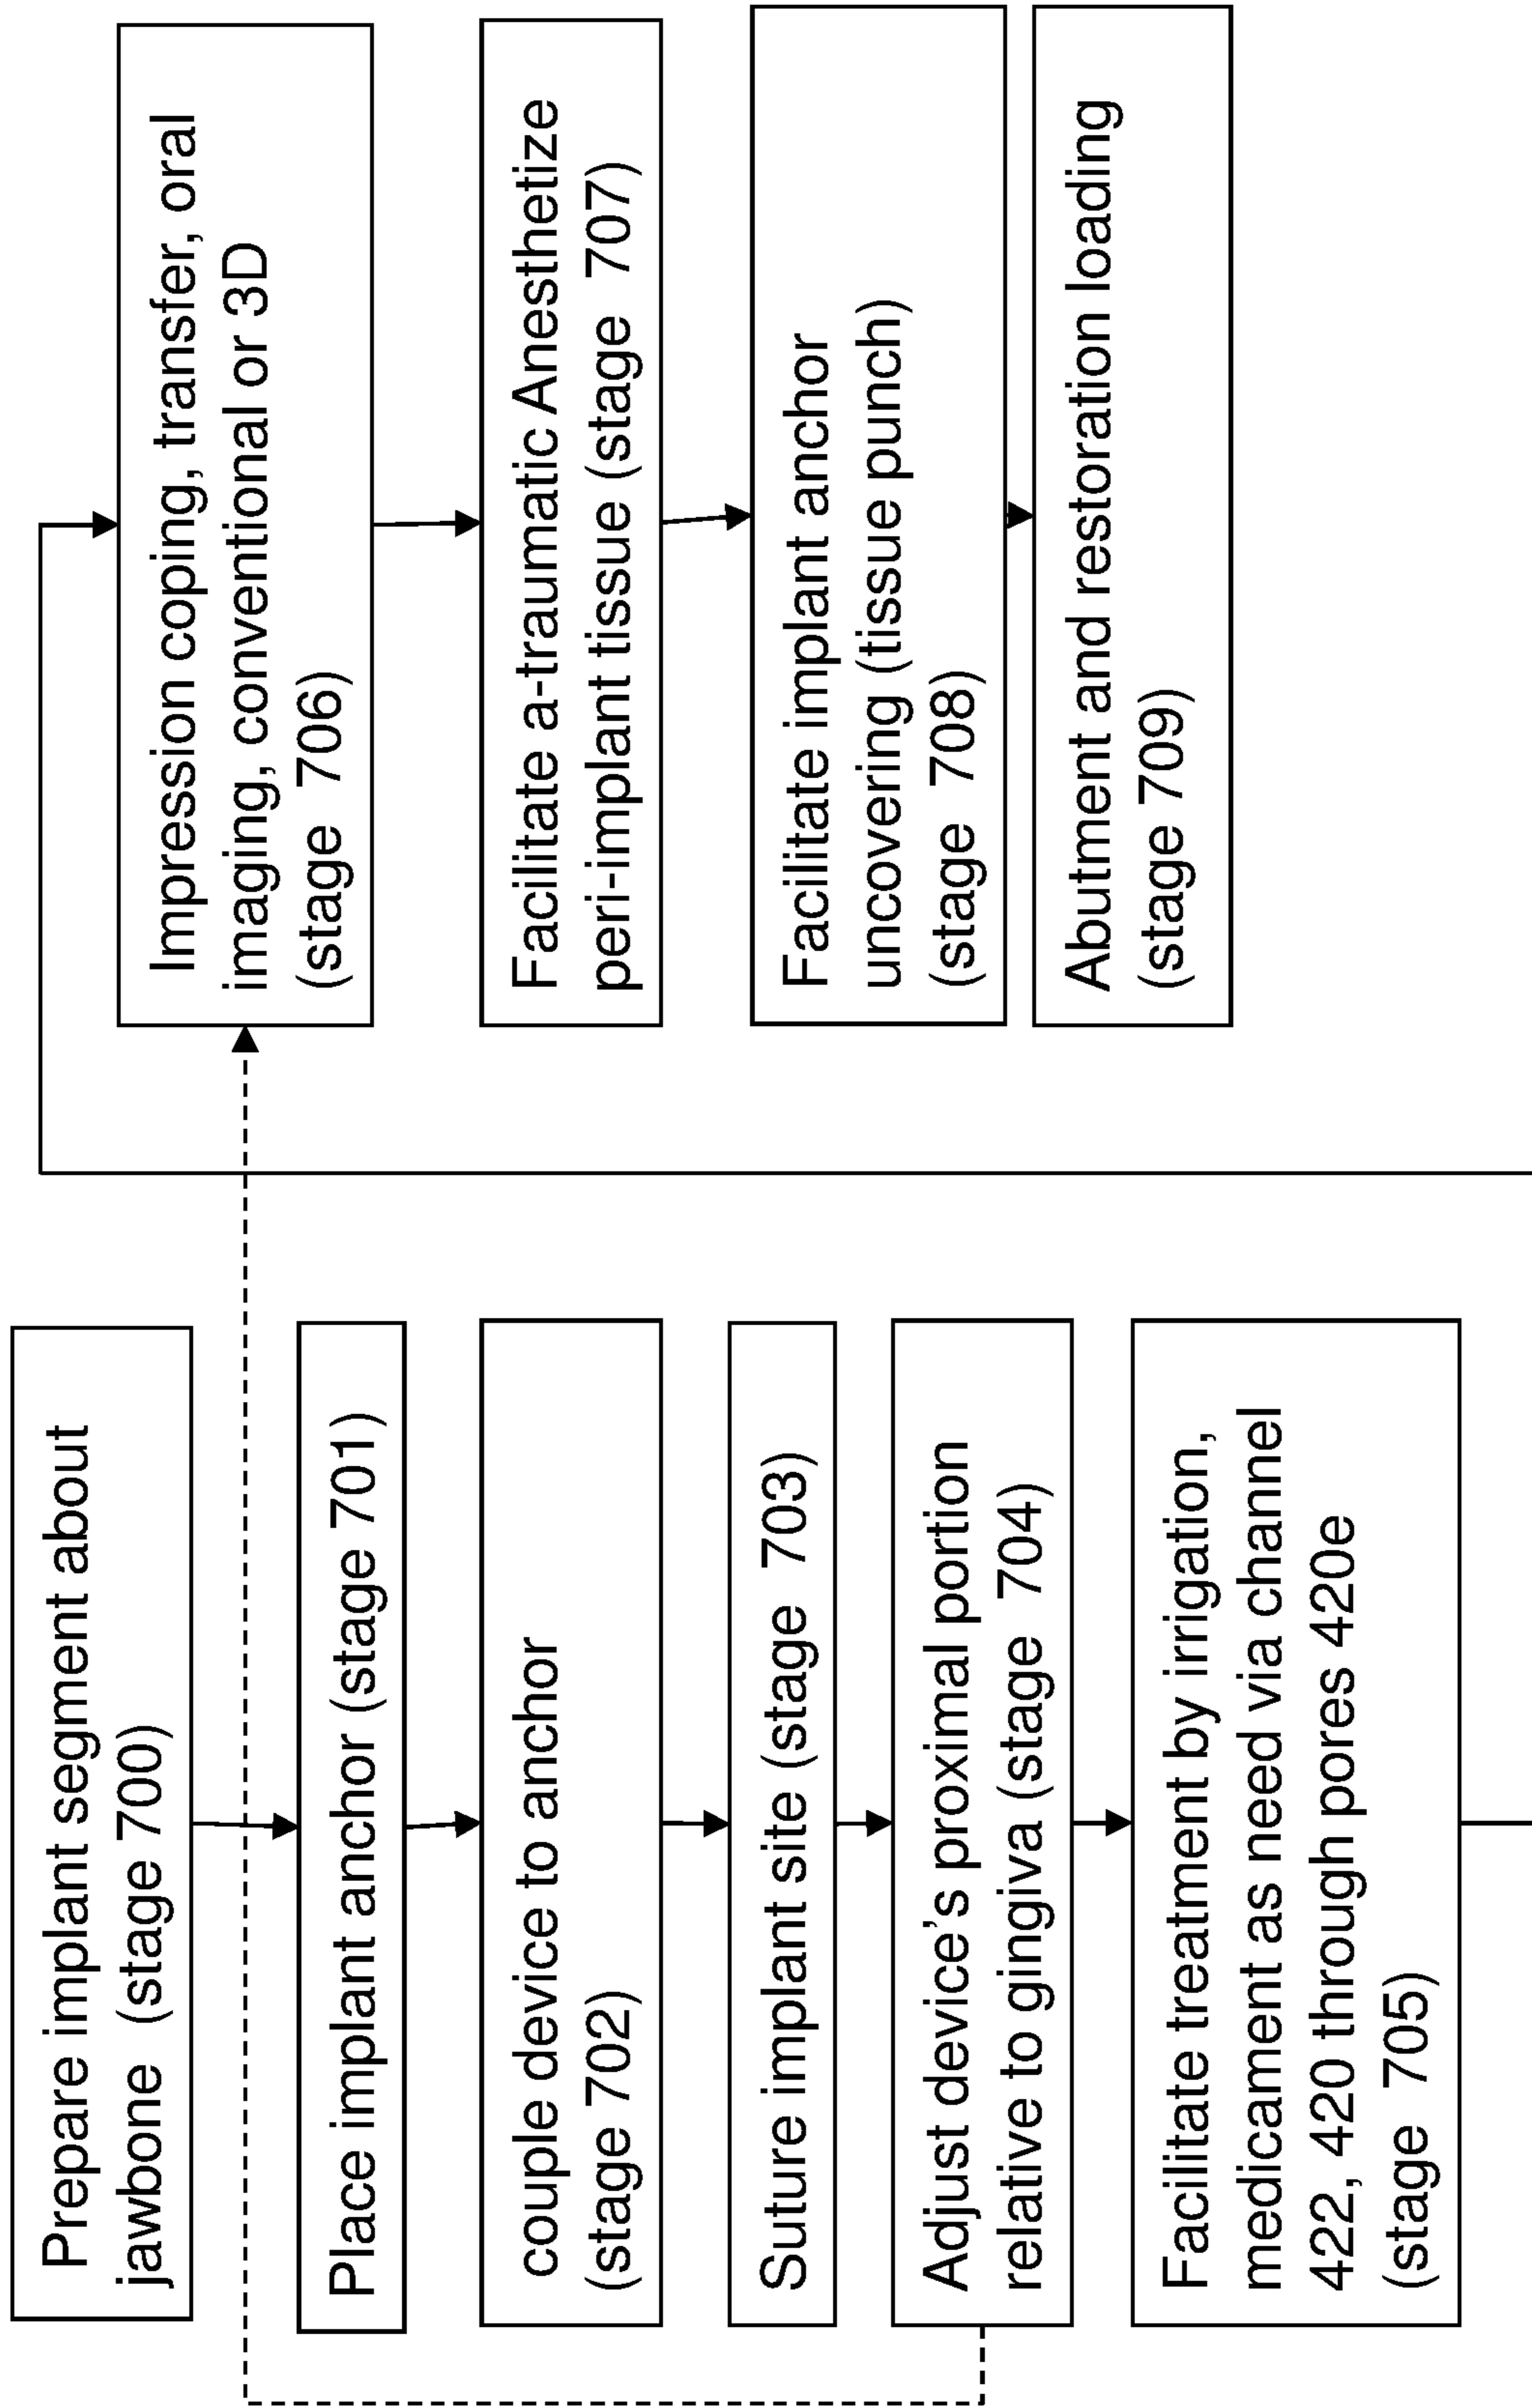 Prepare implant segment about
jawbone (stage 700)
Place implant anchor (stage 701)
couple device to anchor
(stage 702)
Suture implant site (stage 703)
Adjust device’s proximal portion
relative to gingiva (stage 704)
Facilitate treatment by irrigation,
medicament as need via channel
422, 420 through pores 420e
(stage 705)
Impression coping, transfer, oral
imaging, conventional or 3D
(stage 706)
Facilitate a-traumatic Anesthetize
peri-implant tissue (stage 707)
Facilitate implant anchor
uncovering (tissue punch)
(stage 708)
Abutment and restoration loading
(stage 709)